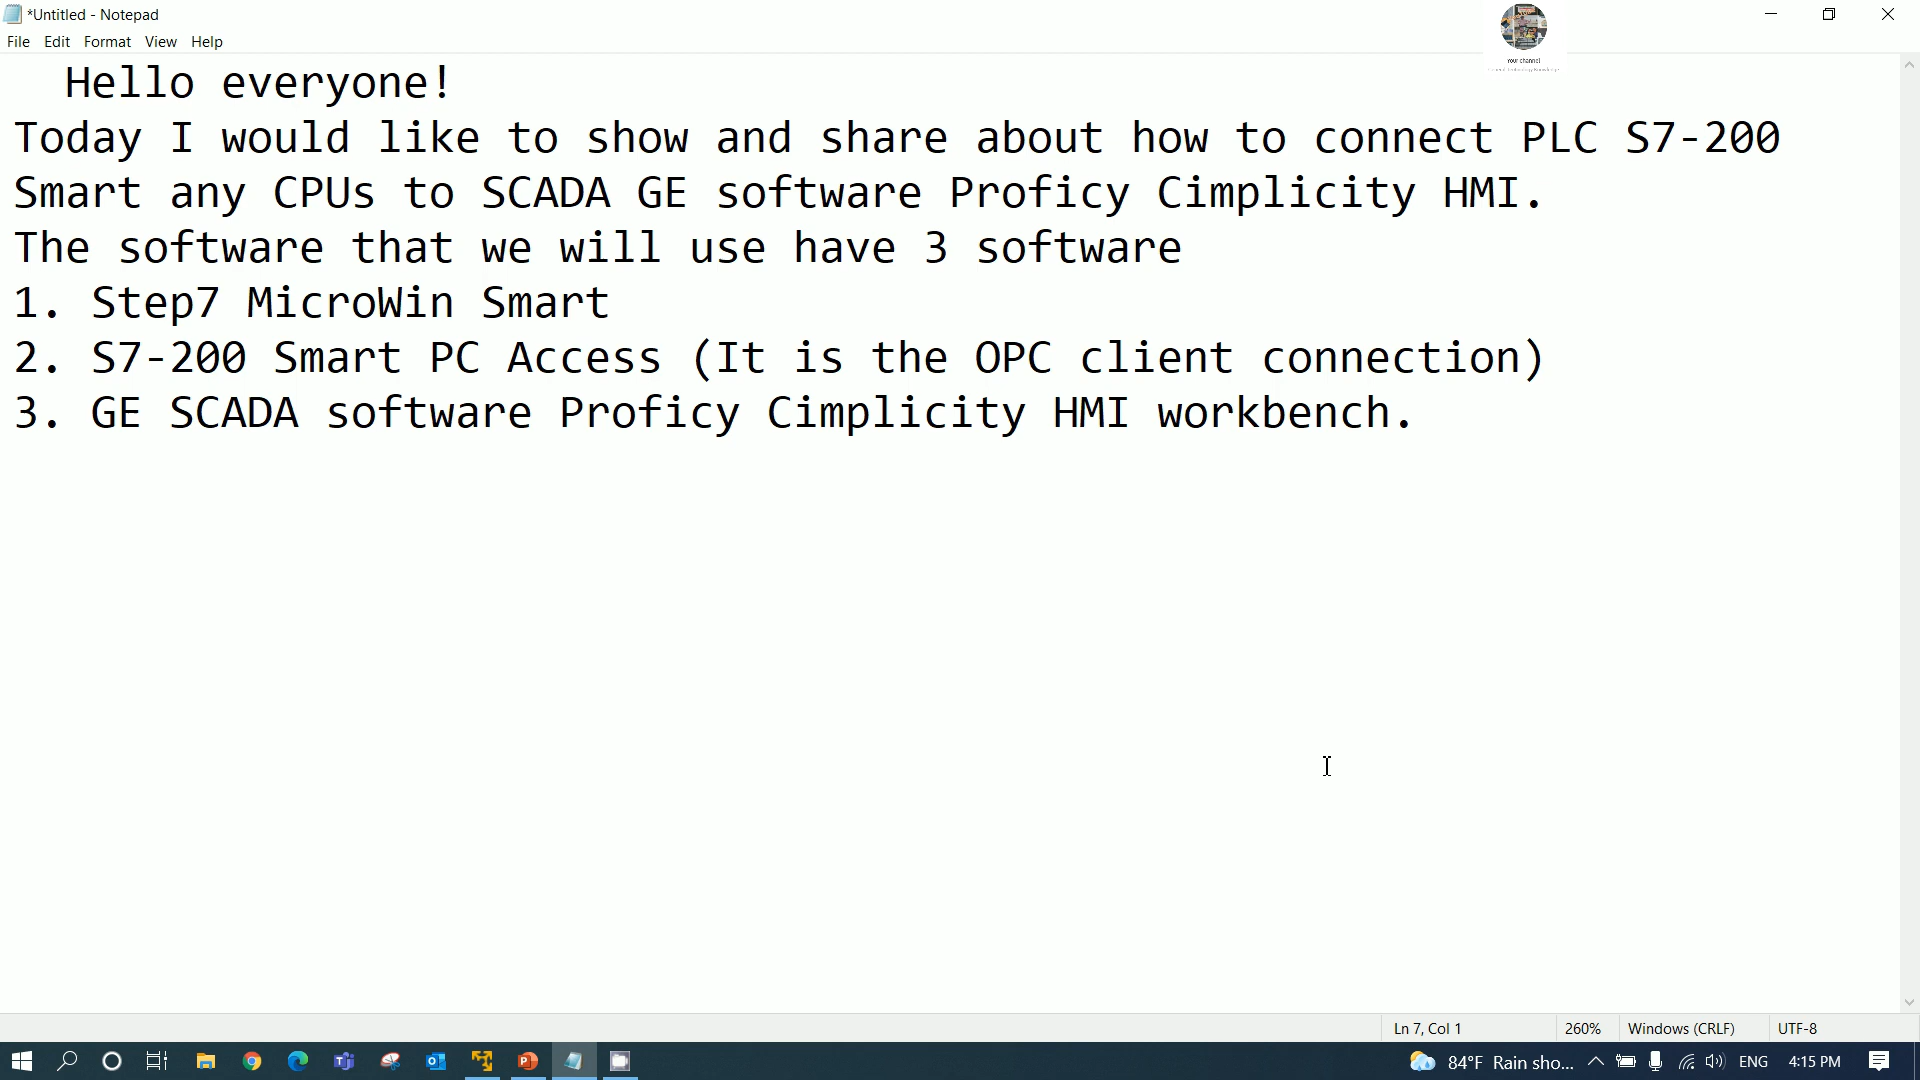 *Untitled - Notepad
File Edit Format View Help
Your channel
Hello everyone!
Today I would like to show and share about how to connect PLC S7-200
Smart any CPUs to SCADA GE software Proficy Cimplicity HMI.
The software that we will use have 3 software
1. Step7 MicroWin Smart
2. S7-200 Smart PC Access (It is the OPC client connection)
3. GE SCADA software Proficy Cimplicity HMI workbench.
Ln 7, Col 1 260% Windows (CRLF) UTF-8
84°F Rain sho... ENG 4:15 PM